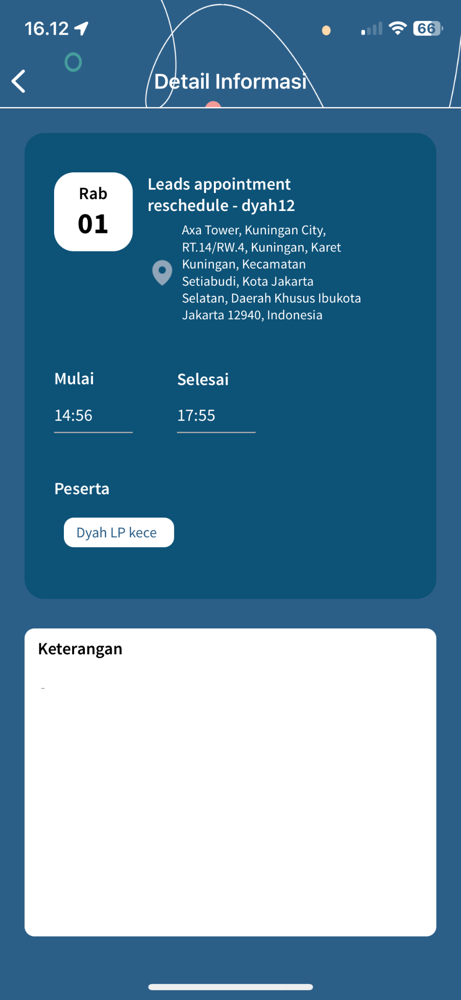 16.12
66
Detail Informasi
Rab
01
Leads appointment
reschedule - dyah12
Axa Tower, Kuningan City,
RT.14/RW.4, Kuningan, Karet
Kuningan, Kecamatan
Setiabudi, Kota Jakarta
Selatan, Daerah Khusus Ibukota
Jakarta 12940, Indonesia
Mulai
Selesai
14:56
17:55
Peserta
Dyah LP kece
Keterangan
-